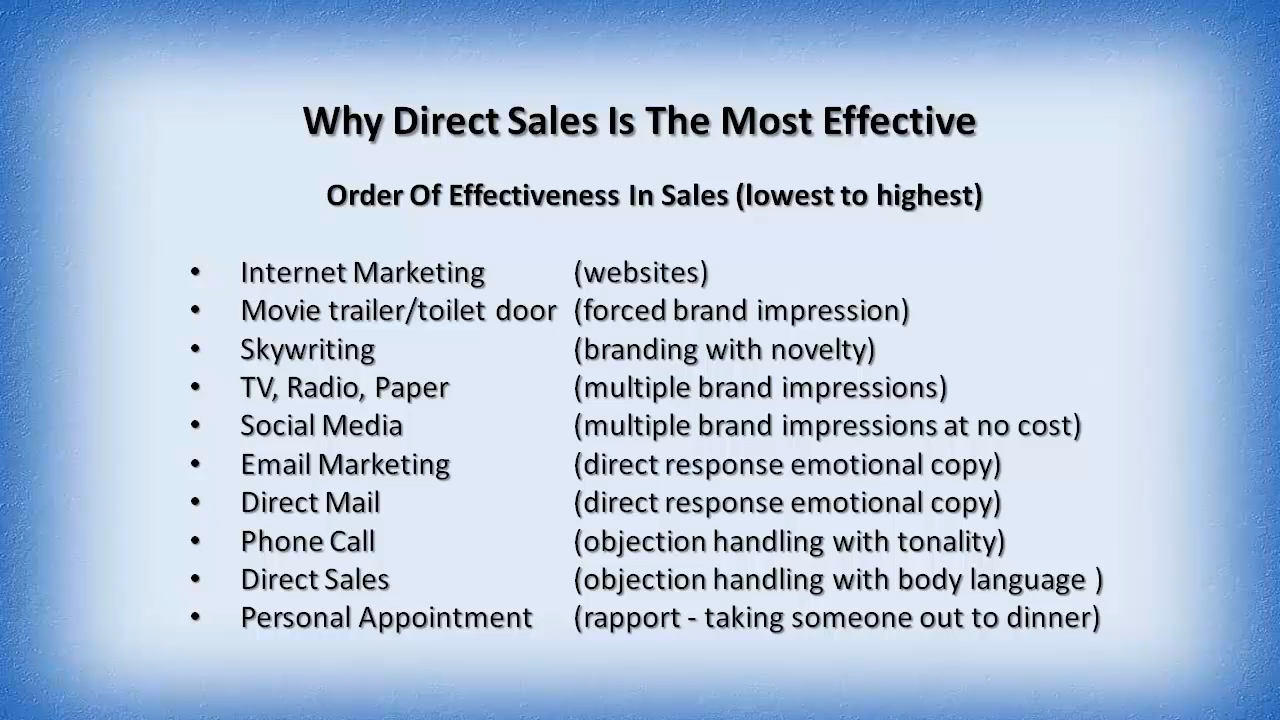 Why Direct Sales Is The Most Effective
Order Of Effectiveness In Sales (lowest to highest)
• Internet Marketing (websites)
• Movie trailer/toilet door (forced brand impression)
• Skywriting (branding with novelty)
• TV, Radio, Paper (multiple brand impressions)
• Social Media (multiple brand impressions at no cost)
• Email Marketing (direct response emotional copy)
• Direct Mail (direct response emotional copy)
• Phone Call (objection handling with tonality)
• Direct Sales (objection handling with body language )
• Personal Appointment (rapport - taking someone out to dinner)